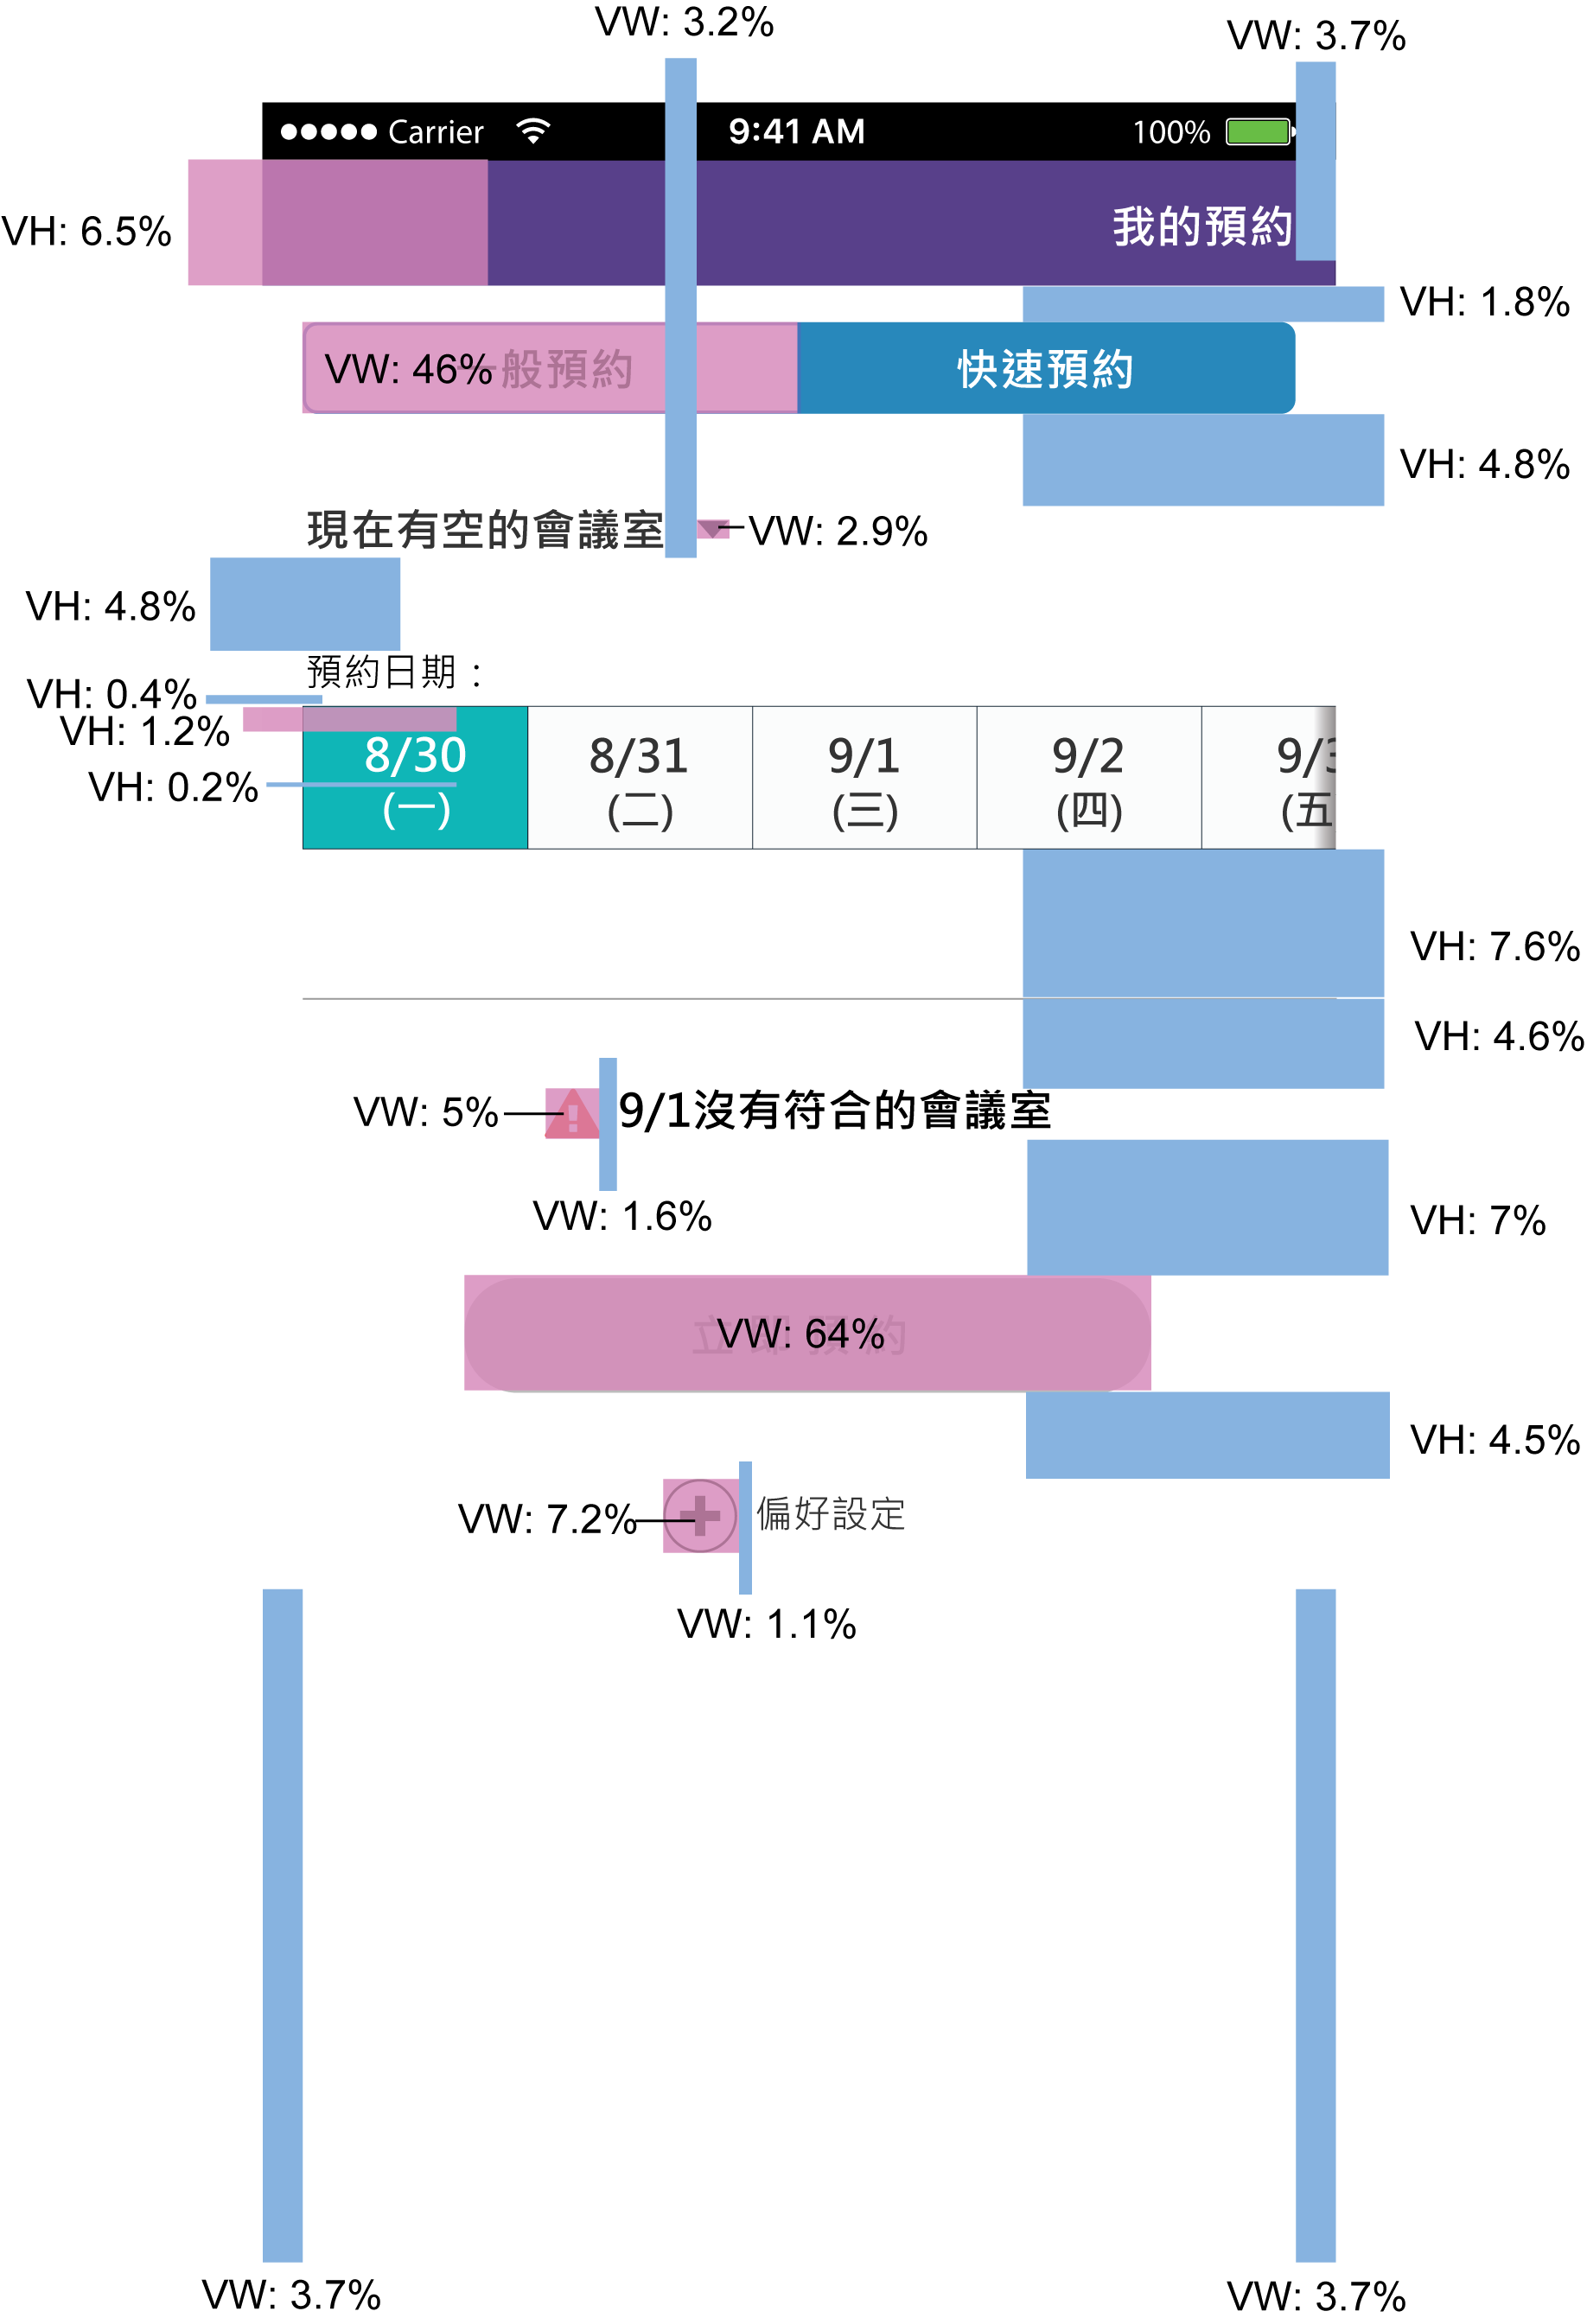 VW: 3.2%
VW: 3.7%
Carrier 9:41 AM 100%
VH: 6.5%
我的預約
VH: 1.8%
VW: 46%
一般預約
快速預約
VH: 4.8%
現在有空的會議室
VW: 2.9%
VH: 4.8%
預約日期：
VH: 0.4%
VH: 1.2%
VH: 0.2%
8/30 8/31 9/1 9/2 9/3
(一) (二) (三) (四) (五
VH: 7.6%
VH: 4.6%
VW: 5%
9/1沒有符合的會議室
VW: 1.6%
VH: 7%
立即預約
VW: 64%
VH: 4.5%
VW: 7.2%
偏好設定
VW: 1.1%
VW: 3.7%
VW: 3.7%